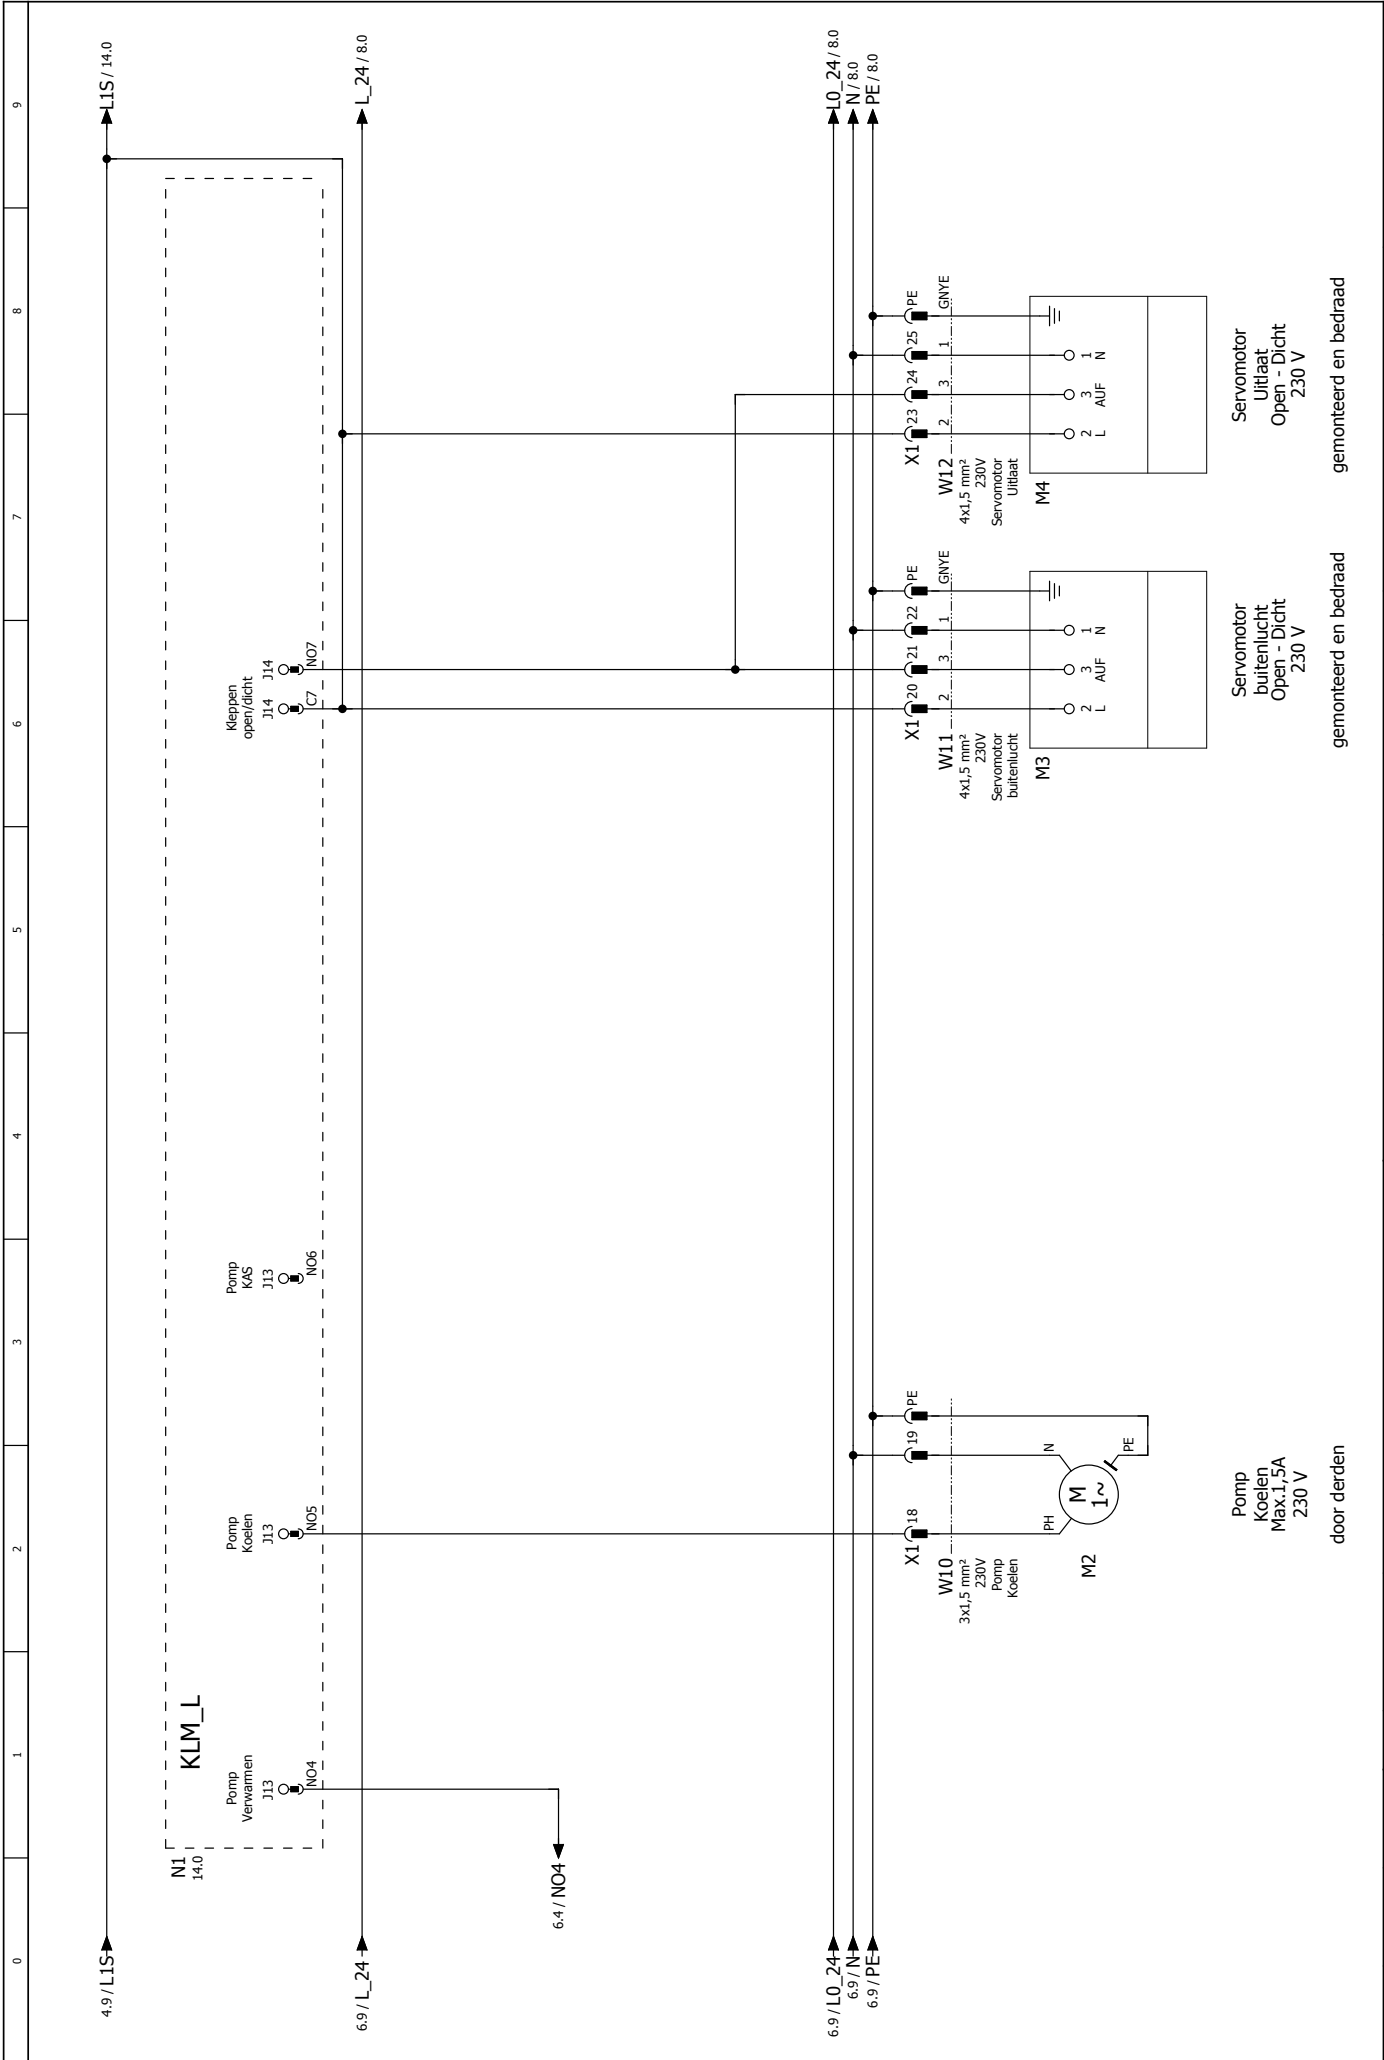 0
1
2
3
4
5
6
7
8
9
4.9 / L1S
L1S / 14.0
N1
14.0
KLM_L
Pomp
Verwarmen
J13
NO4
Pomp
Koelen
J13
NO5
Pomp
KAS
J13
NO6
Kleppen
open/dicht
J14
C7
J14
NO7
6.9 / L_24
L_24 / 8.0
6.4 / NO4
6.9 / L0_24
L0_24 / 8.0
6.9 / N
N / 8.0
6.9 / PE
PE / 8.0
X1
18
19
PE
W10
3x1,5 mm²
230V
Pomp
Koelen
PH
N
M
1~
PE
M2
Pomp
Koelen
Max.1,5A
230 V
door derden
X1
20
21
22
PE
W11
2
3
1
GNYE
4x1,5 mm²
230V
Servomotor
buitenlucht
M3
2
3
1
L
AUF
N
Servomotor
buitenlucht
Open - Dicht
230 V
gemonteerd en bedraad
X1
23
24
25
PE
W12
2
3
1
GNYE
4x1,5 mm²
230V
Servomotor
Uitlaat
M4
2
3
1
L
AUF
N
Servomotor
Uitlaat
Open - Dicht
230 V
gemonteerd en bedraad